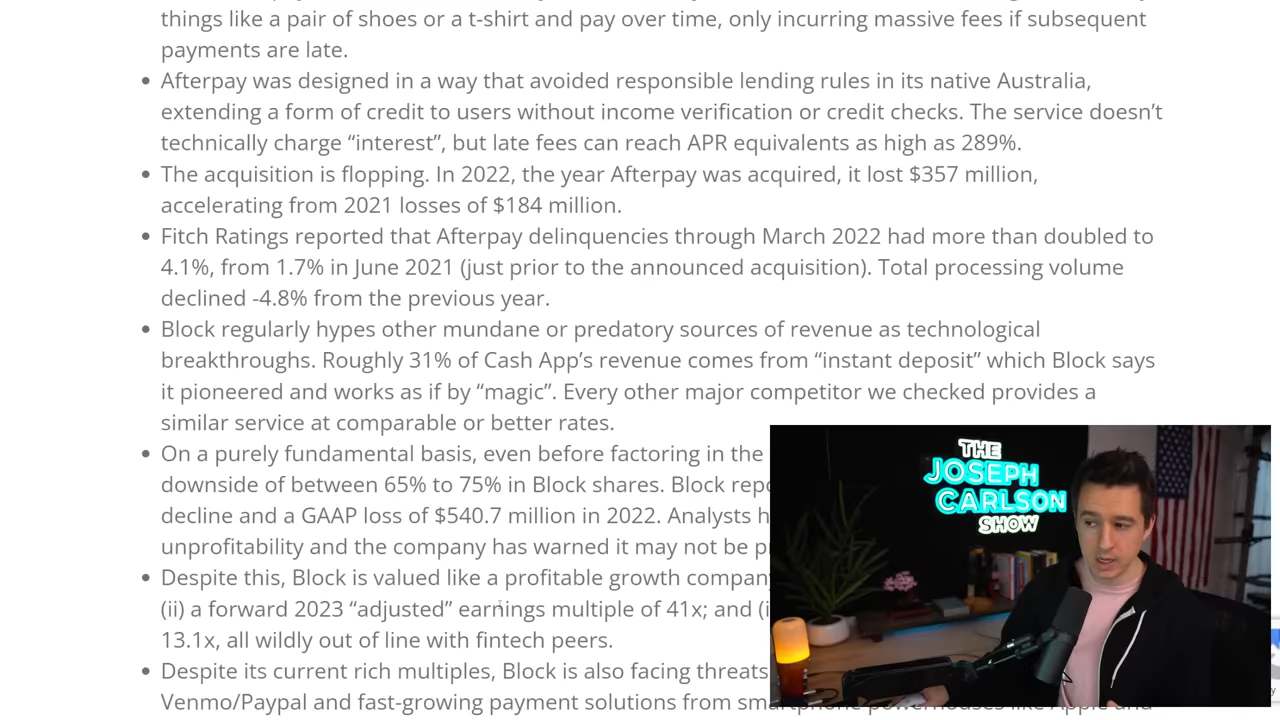 things like a pair of shoes or a t-shirt and pay over time, only incurring massive fees if subsequent
payments are late.
• Afterpay was designed in a way that avoided responsible lending rules in its native Australia,
extending a form of credit to users without income verification or credit checks. The service doesn’t
technically charge “interest”, but late fees can reach APR equivalents as high as 289%.
• The acquisition is flopping. In 2022, the year Afterpay was acquired, it lost $357 million,
accelerating from 2021 losses of $184 million.
• Fitch Ratings reported that Afterpay delinquencies through March 2022 had more than doubled to
4.1%, from 1.7% in June 2021 (just prior to the announced acquisition). Total processing volume
declined -4.8% from the previous year.
• Block regularly hypes other mundane or predatory sources of revenue as technological
breakthroughs. Roughly 31% of Cash App’s revenue comes from “instant deposit” which Block says
it pioneered and works as if by “magic”. Every other major competitor we checked provides a
similar service at comparable or better rates.
• On a purely fundamental basis, even before factoring in the
downside of between 65% to 75% in Block shares. Block
decline and a GAAP loss of $540.7 million in 2022. Analysts
unprofitability and the company has warned it may not be
• Despite this, Block is valued like a profitable growth
(ii) a forward 2023 “adjusted” earnings multiple of 41x; and
13.1x, all wildly out of line with fintech peers.
• Despite its current rich multiples, Block is also facing threats
Venmo/Paypal and fast-growing payment solutions from smartphone powerhouses like Apple and
THE
JOSEPH
CARLSON
SHOW